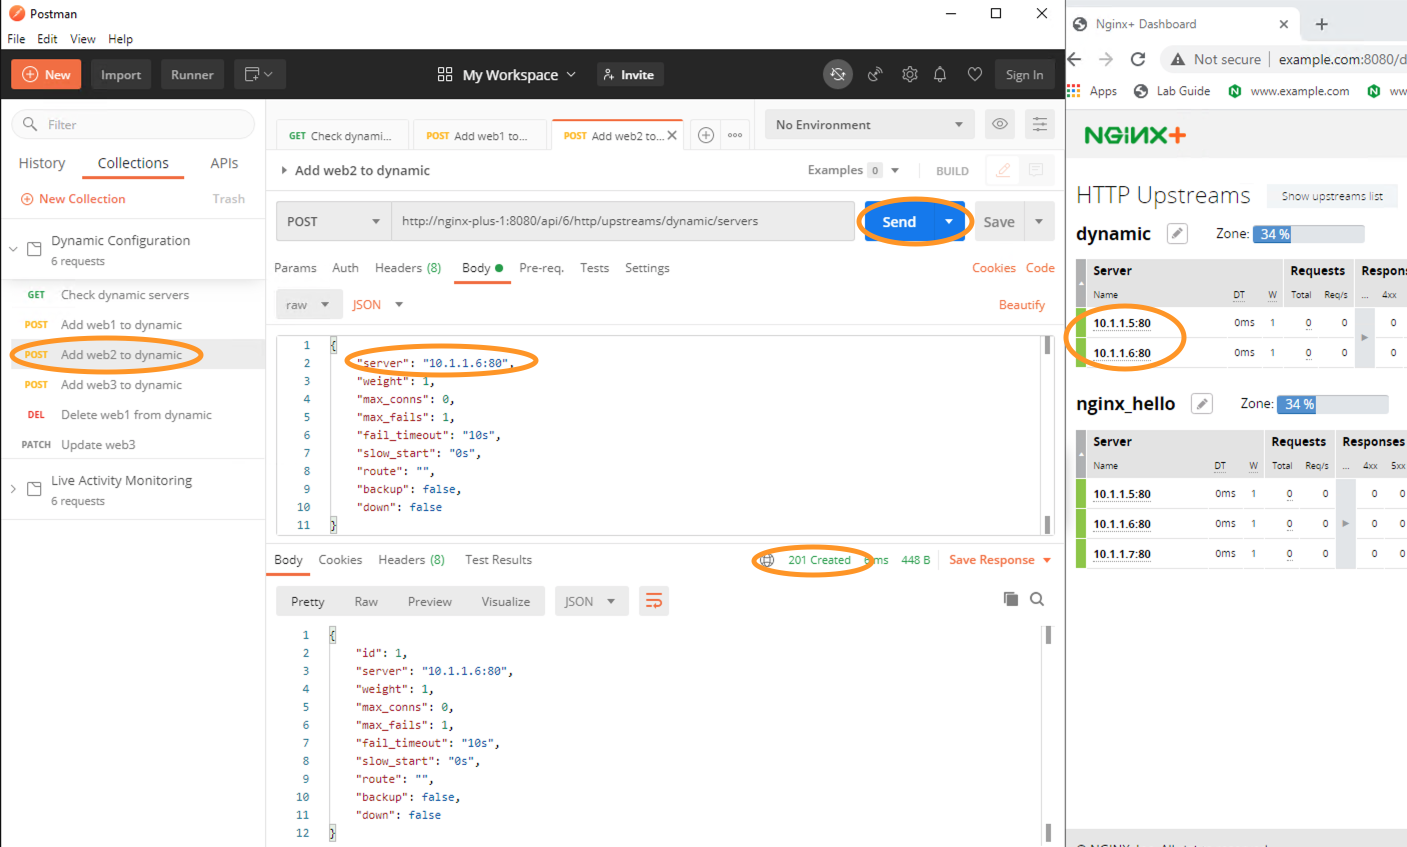 Postman
File Edit View Help
New Import Runner My Workspace Invite Sign In
Filter
History Collections APIs
New Collection Trash
Dynamic Configuration
6 requests
GET Check dynamic servers
POST Add web1 to dynamic
POST Add web2 to dynamic
POST Add web3 to dynamic
DEL Delete web1 from dynamic
PATCH Update web3
Live Activity Monitoring
6 requests
GET Check dynami... POST Add web1 to... POST Add web2 to... No Environment
Add web2 to dynamic Examples 0 BUILD
POST http://nginx-plus-1:8080/api/6/http/upstreams/dynamic/servers Send Save
Params Auth Headers (8) Body Pre-req. Tests Settings Cookies Code
raw JSON Beautify
1 {
2 "server": "10.1.1.6:80",
3 "weight": 1,
4 "max_conns": 0,
5 "max_fails": 1,
6 "fail_timeout": "10s",
7 "slow_start": "0s",
8 "route": "",
9 "backup": false,
10 "down": false
11 }
Body Cookies Headers (8) Test Results 201 Created ms 448 B Save Response
Pretty Raw Preview Visualize JSON
1 {
2 "id": 1,
3 "server": "10.1.1.6:80",
4 "weight": 1,
5 "max_conns": 0,
6 "max_fails": 1,
7 "fail_timeout": "10s",
8 "slow_start": "0s",
9 "route": "",
10 "backup": false,
11 "down": false
12 }
Nginx+ Dashboard
Not secure example.com:8080/d
Apps Lab Guide www.example.com ww
NGINX+
HTTP Upstreams Show upstreams list
dynamic Zone: 34 %
Server Requests Respon
Name DT W Total Req/s ... 4xx
10.1.1.5:80 0ms 1 0 0 0
10.1.1.6:80 0ms 1 0 0 0
nginx_hello Zone: 34 %
Server Requests Responses
Name DT W Total Req/s ... 4xx 5xx
10.1.1.5:80 0ms 1 0 0 0 0
10.1.1.6:80 0ms 1 0 0 0 0
10.1.1.7:80 0ms 1 0 0 0 0